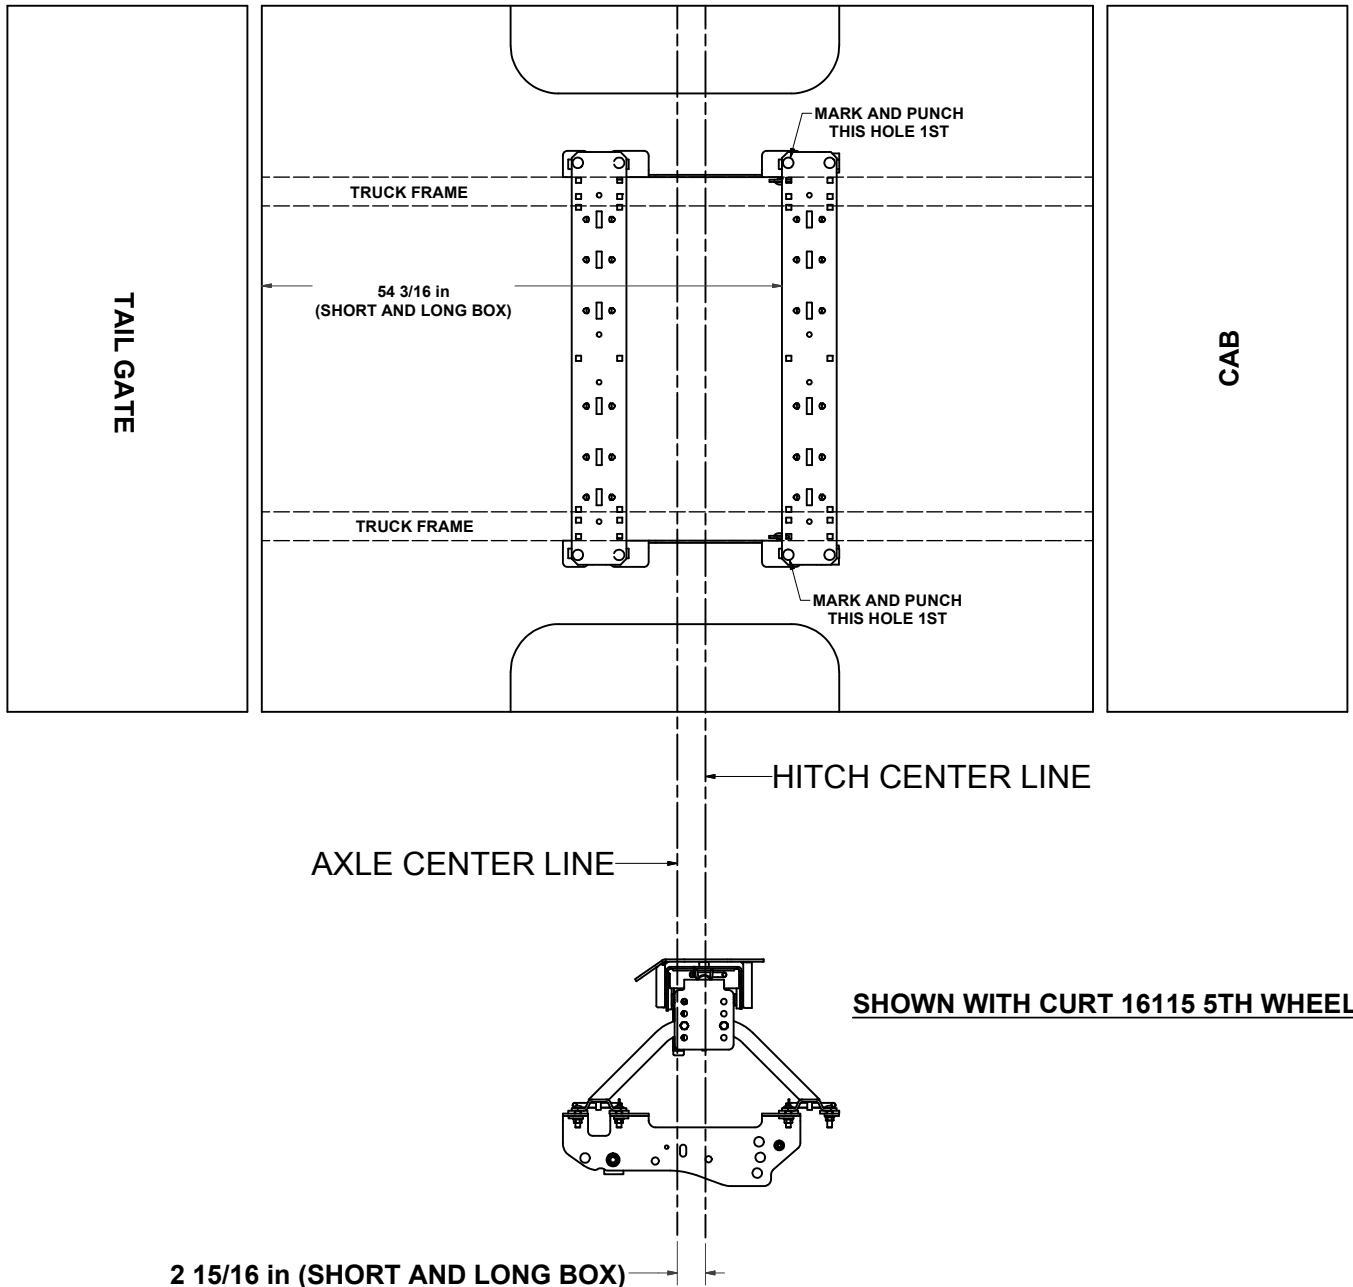 MARK AND PUNCH
THIS HOLE 1ST
TRUCK FRAME
54 3/16 in
(SHORT AND LONG BOX)
TAIL GATE
CAB
TRUCK FRAME
MARK AND PUNCH
THIS HOLE 1ST
HITCH CENTER LINE
AXLE CENTER LINE
SHOWN WITH CURT 16115 5TH WHEEL
2 15/16 in (SHORT AND LONG BOX)